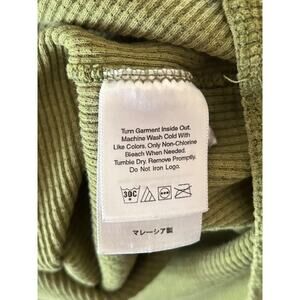 Turn Garment Inside Out.
Machine Wash Cold With
Like Colors, Only Non-Chlorine
Bleach When Needed.
Tumble Dry. Remove Promptly.
Do Not Iron Logo.
30C
マレーシア製